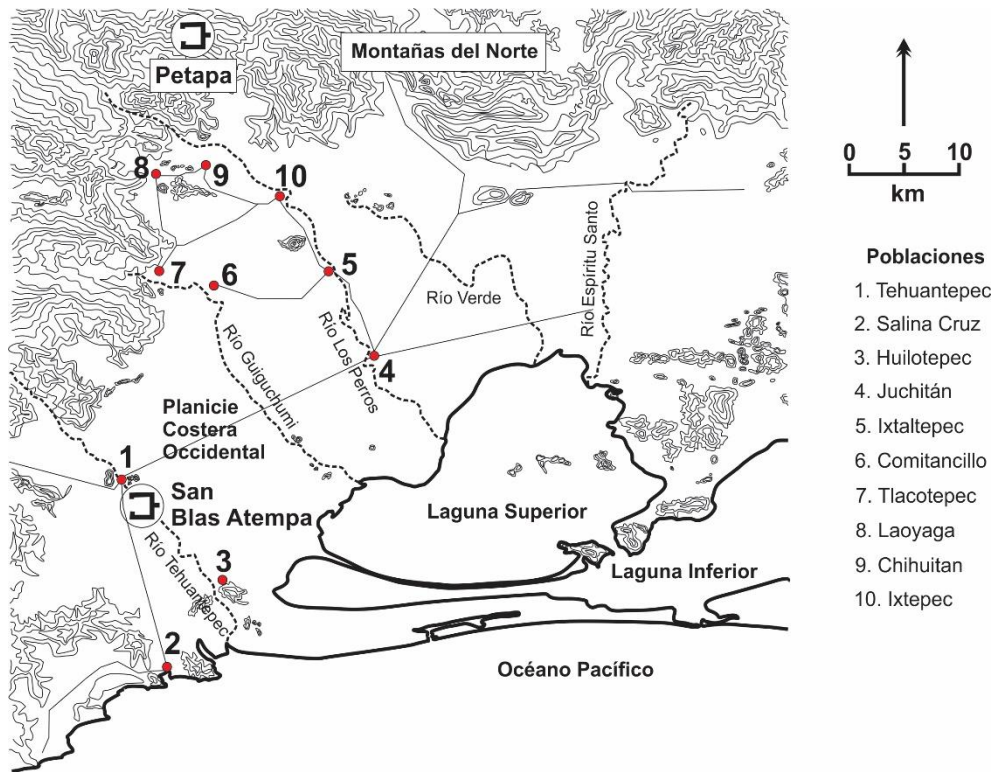 Petapa
Montañas del Norte
8
9
10
7
6
5
Río Verde
Río Espíritu Santo
Río Guiguchumi
Río Los Perros
4
Planicie
Costera
Occidental
1
San
Blas Atempa
Río Tehuantepec
3
2
Laguna Superior
Laguna Inferior
Océano Pacífico
0 5 10
km
Poblaciones
1. Tehuantepec
2. Salina Cruz
3. Huilotepec
4. Juchitán
5. Ixtaltepec
6. Comitancillo
7. Tlacotepec
8. Laoyaga
9. Chihuitan
10. Ixtepec